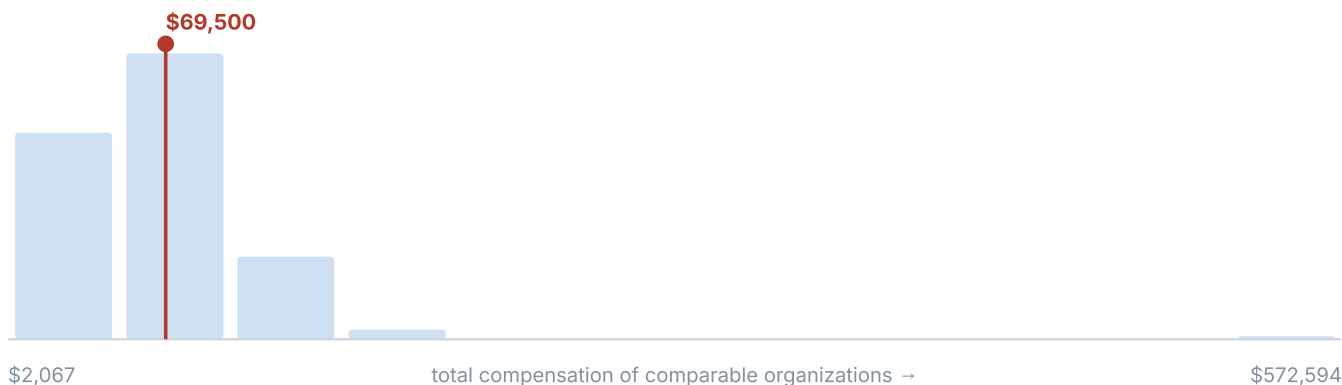 $69,500
$2,067 total compensation of comparable organizations → $572,594